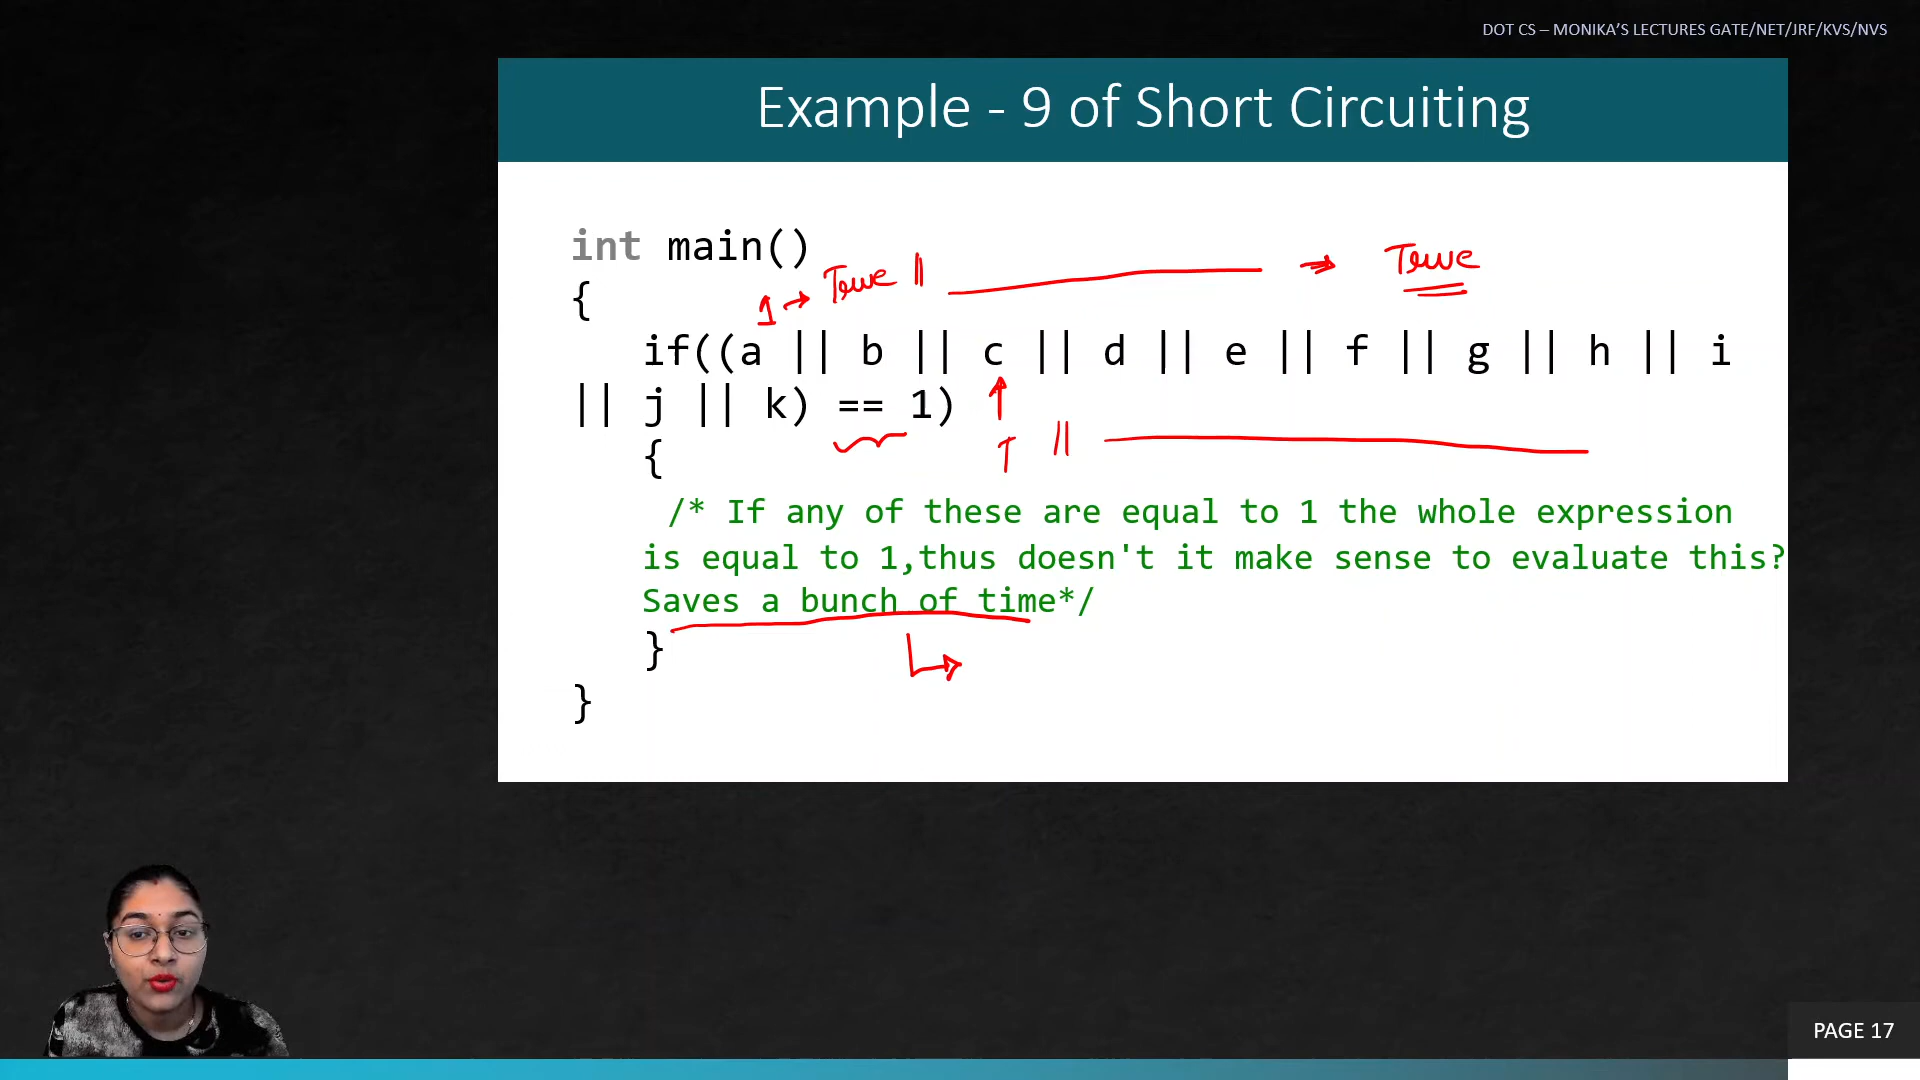 DOT CS – MONIKA’S LECTURES GATE/NET/JRF/KVS/NVS
Example - 9 of Short Circuiting
int main()
{
1 → True || → True
if((a || b || c || d || e || f || g || h || i
|| j || k) == 1)
T ||
{
/* If any of these are equal to 1 the whole expression
is equal to 1,thus doesn't it make sense to evaluate this?
Saves a bunch of time*/
}
}
PAGE 17